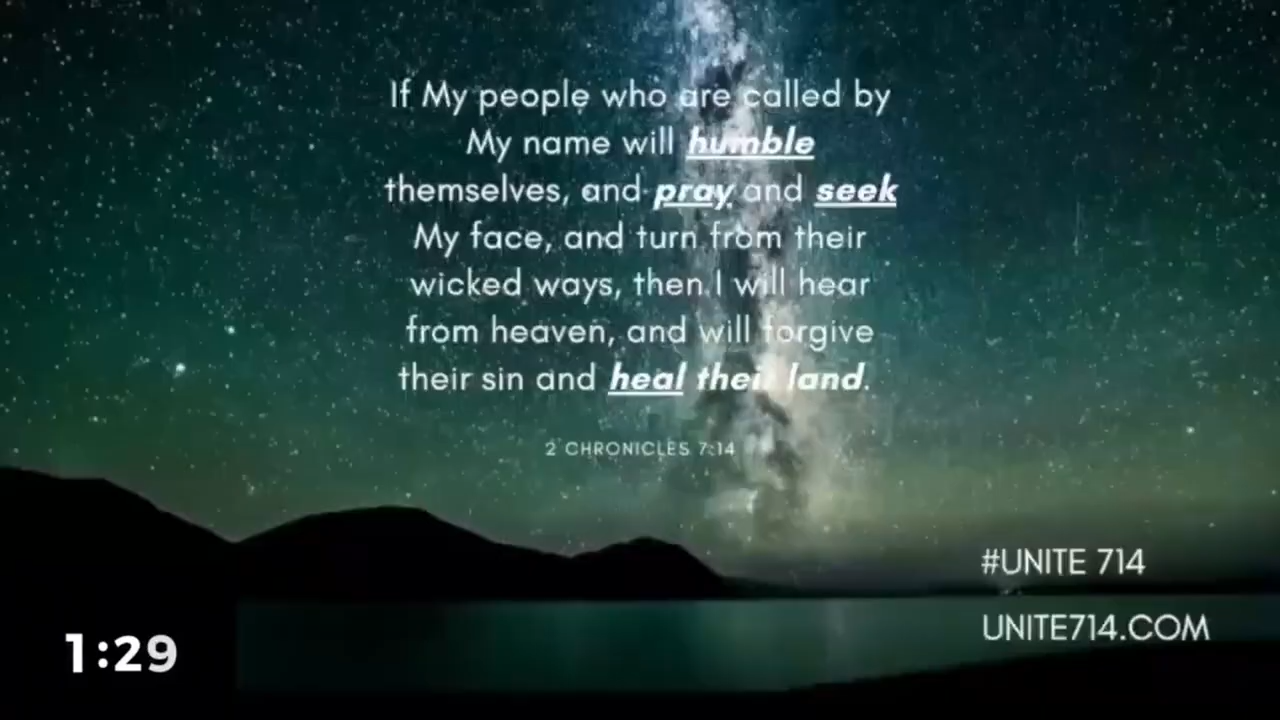 If My people who are called by
My name will humble
themselves, and pray and seek
My face, and turn from their
wicked ways, then I will hear
from heaven, and will forgive
their sin and heal their land.
2 CHRONICLES 7:14
#UNITE 714
UNITE714.COM
1:29